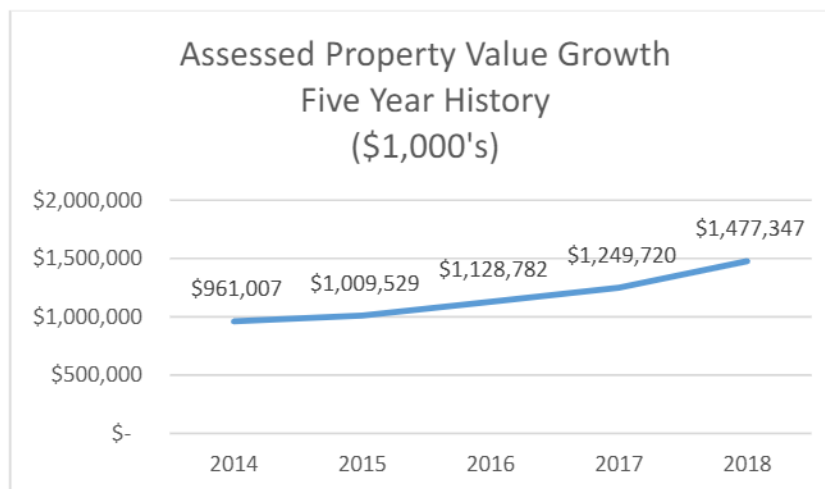 Assessed Property Value Growth
Five Year History
($1,000's)
$2,000,000
$1,500,000
$1,000,000
$500,000
$-
$961,007
$1,009,529
$1,128,782
$1,249,720
$1,477,347
2014 2015 2016 2017 2018